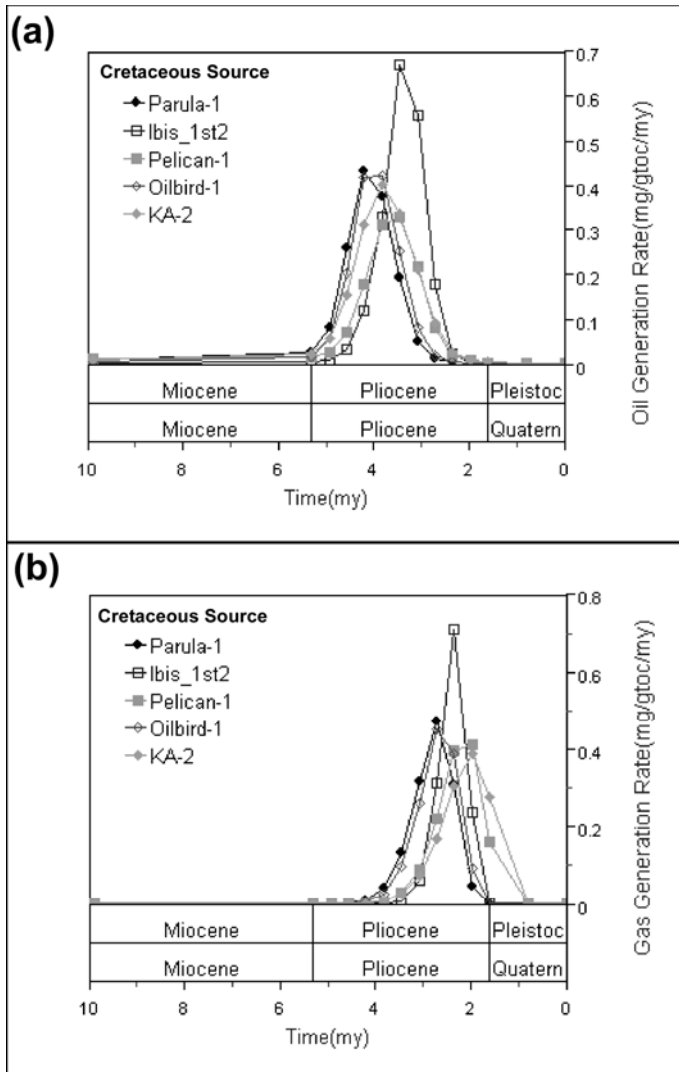 (a)
Cretaceous Source
Parula-1
Ibis_1st2
Pelican-1
Oilbird-1
KA-2
0.7
0.6
0.5
0.4
0.3
0.2
0.1
0
Oil Generation Rate(mg/gtoc/my)
Miocene Pliocene Pleistoc
Miocene Pliocene Quatern
10 8 6 4 2 0
Time(my)
(b)
Cretaceous Source
Parula-1
Ibis_1st2
Pelican-1
Oilbird-1
KA-2
0.8
0.6
0.4
0.2
0
Gas Generation Rate(mg/gtoc/my)
Miocene Pliocene Pleistoc
Miocene Pliocene Quatern
10 8 6 4 2 0
Time(my)